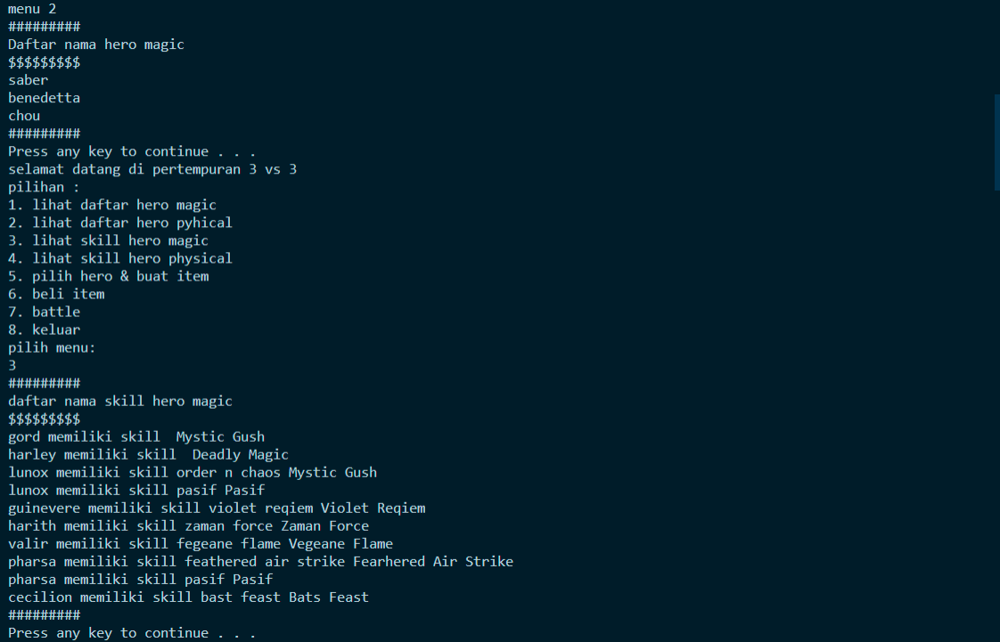 menu 2
#########
Daftar nama hero magic
$$$$$$$$$
saber
benedetta
chou
#########
Press any key to continue . . .
selamat datang di pertempuran 3 vs 3
pilihan :
1. lihat daftar hero magic
2. lihat daftar hero pyhical
3. lihat skill hero magic
4. lihat skill hero physical
5. pilih hero & buat item
6. beli item
7. battle
8. keluar
pilih menu:
3
#########
daftar nama skill hero magic
$$$$$$$$$
gord memiliki skill  Mystic Gush
harley memiliki skill  Deadly Magic
lunox memiliki skill order n chaos Mystic Gush
lunox memiliki skill pasif Pasif
guinevere memiliki skill violet reqiem Violet Reqiem
harith memiliki skill zaman force Zaman Force
valir memiliki skill fegeane flame Vegeane Flame
pharsa memiliki skill feathered air strike Fearhered Air Strike
pharsa memiliki skill pasif Pasif
cecilion memiliki skill bast feast Bats Feast
#########
Press any key to continue . . .